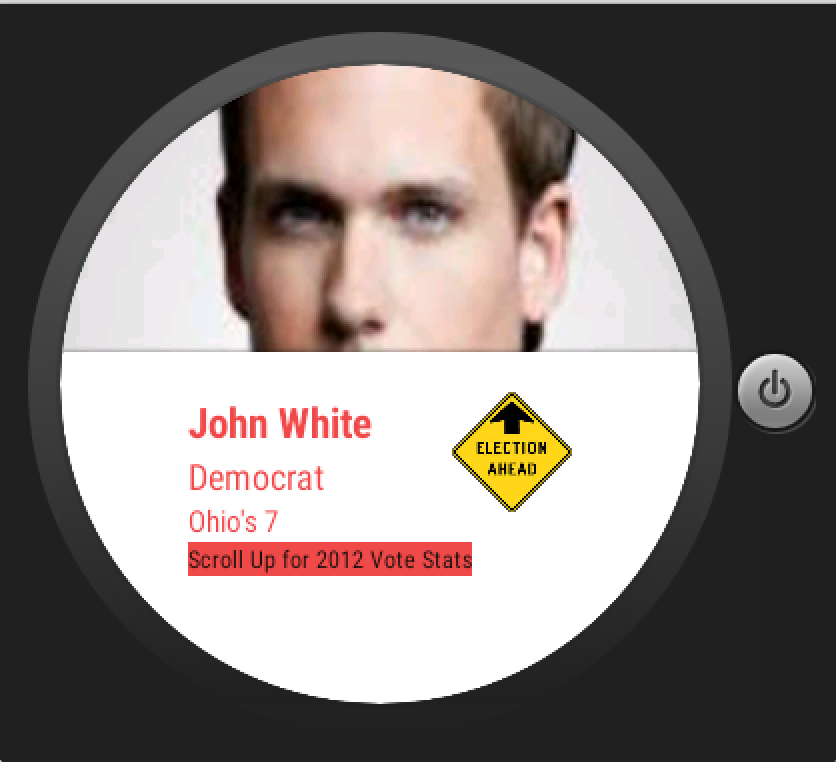 John White
Democrat
Ohio's 7
Scroll Up for 2012 Vote Stats
ELECTION
AHEAD